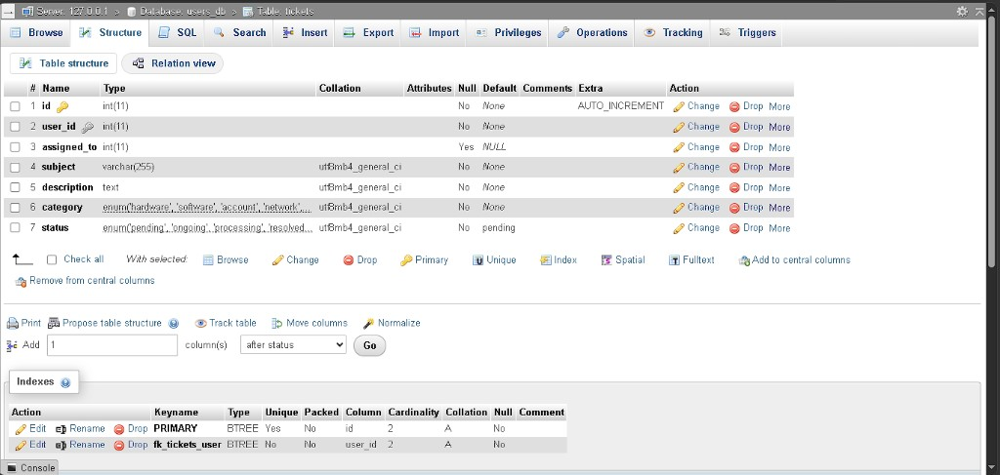 Server: 127.0.0.1 » Database: users_db » Table: tickets
Browse Structure SQL Search Insert Export Import Privileges Operations Tracking Triggers
Table structure Relation view
# Name Type Collation Attributes Null Default Comments Extra Action
1 id int(11) No None AUTO_INCREMENT Change Drop More
2 user_id int(11) No None Change Drop More
3 assigned_to int(11) Yes NULL Change Drop More
4 subject varchar(255) utf8mb4_general_ci No None Change Drop More
5 description text utf8mb4_general_ci No None Change Drop More
6 category enum('hardware', 'software', 'account', 'network',... utf8mb4_general_ci No None Change Drop More
7 status enum('pending', 'ongoing', 'processing', 'resolved... utf8mb4_general_ci No pending Change Drop More
Check all With selected: Browse Change Drop Primary Unique Index Spatial Fulltext Add to central columns
Remove from central columns
Print Propose table structure Track table Move columns Normalize
Add 1 column(s) after status Go
Indexes
Action Keyname Type Unique Packed Column Cardinality Collation Null Comment
Edit Rename Drop PRIMARY BTREE Yes No id 2 A No
Edit Rename Drop fk_tickets_user BTREE No No user_id 2 A No
Console